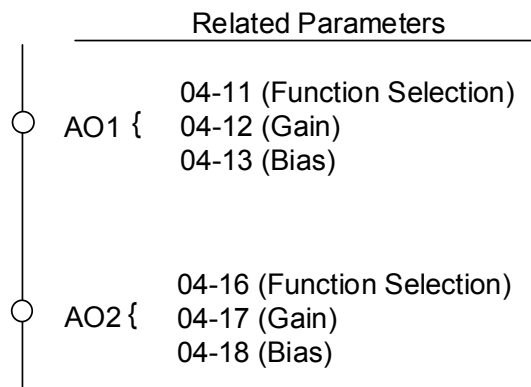 Related Parameters
04-11 (Function Selection)
AO1 { 04-12 (Gain)
04-13 (Bias)
04-16 (Function Selection)
AO2 { 04-17 (Gain)
04-18 (Bias)